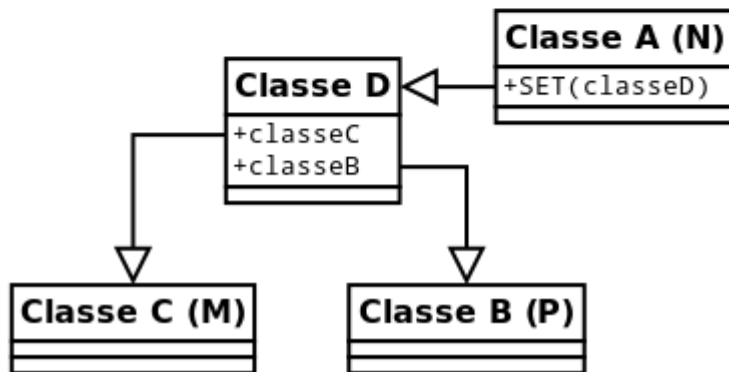 Classe A (N)
+SET(classeD)
Classe D
+classeC
+classeB
Classe C (M)
Classe B (P)